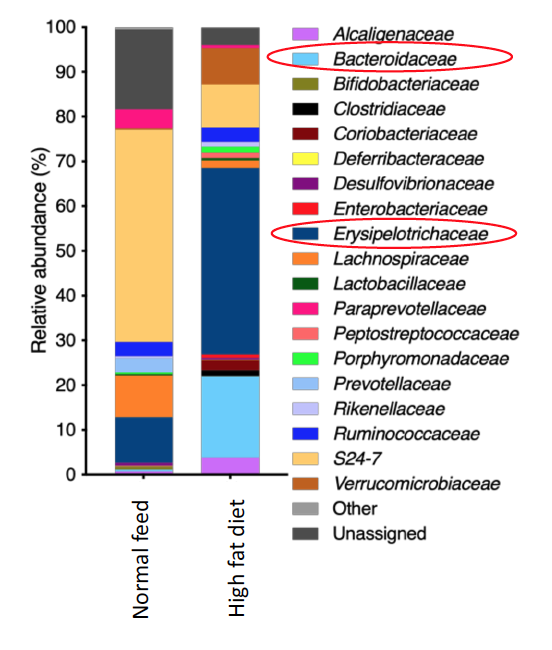 Relative abundance (%)
100
90
80
70
60
50
40
30
20
10
0
Normal feed
High fat diet
Alcaligenaceae
Bacteroidaceae
Bifidobacteriaceae
Clostridiaceae
Coriobacteriaceae
Deferribacteraceae
Desulfovibrionaceae
Enterobacteriaceae
Erysipelotrichaceae
Lachnospiraceae
Lactobacillaceae
Paraprevotellaceae
Peptostreptococcaceae
Porphyromonadaceae
Prevotellaceae
Rikenellaceae
Ruminococcaceae
S24-7
Verrucomicrobiaceae
Other
Unassigned